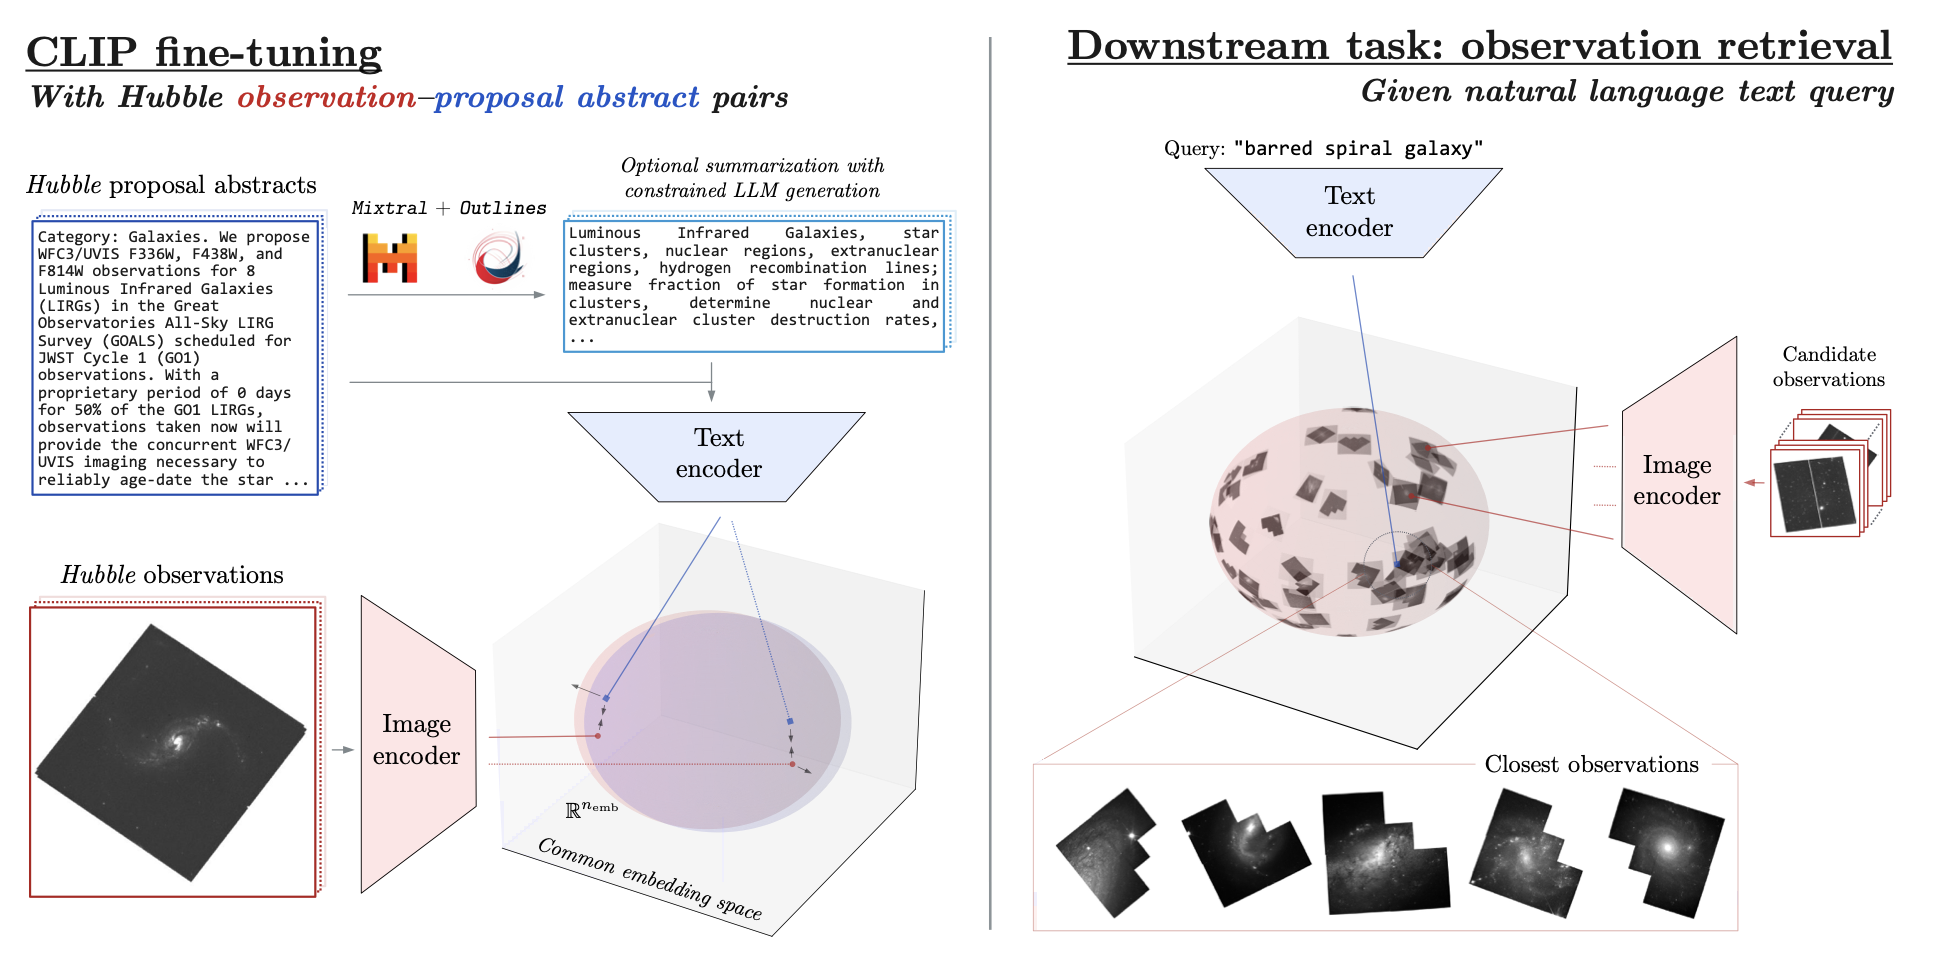 CLIP fine-tuning
With Hubble observation–proposal abstract pairs
Hubble proposal abstracts
Category: Galaxies. We propose
WFC3/UVIS F336W, F438W, and
F814W observations for 8
Luminous Infrared Galaxies
(LIRGs) in the Great
Observatories All-Sky LIRG
Survey (GOALS) scheduled for
JWST Cycle 1 (GO1)
observations. With a
proprietary period of 0 days
for 50% of the GO1 LIRGs,
observations taken now will
provide the concurrent WFC3/
UVIS imaging necessary to
reliably age-date the star ...
Mixtral + Outlines
Optional summarization with
constrained LLM generation
Luminous Infrared Galaxies, star
clusters, nuclear regions, extranuclear
regions, hydrogen recombination lines;
measure fraction of star formation in
clusters, determine nuclear and
extranuclear cluster destruction rates,
...
Text
encoder
Hubble observations
Image
encoder
ℝ^{n_emb}
Common embedding space
Downstream task: observation retrieval
Given natural language text query
Query: "barred spiral galaxy"
Text
encoder
Image
encoder
Candidate
observations
Closest observations